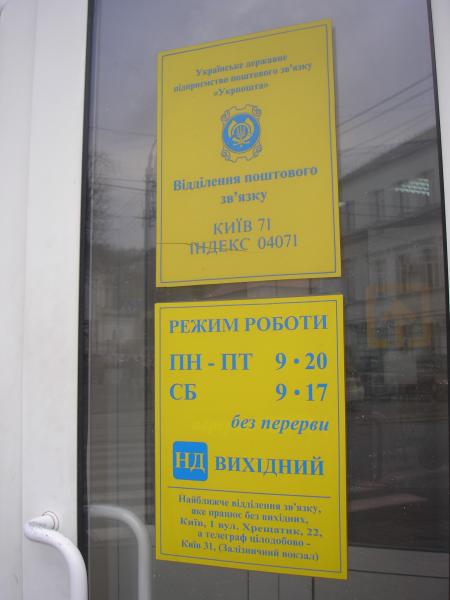 Українське державне
підприємство поштового зв'язку
«Укрпошта»
Відділення поштового
зв'язку
КИЇВ 71
ІНДЕКС 04071
РЕЖИМ РОБОТИ
ПН - ПТ 9 • 20
СБ 9 • 17
без перерви
НД ВИХІДНИЙ
Найближче відділення зв'язку,
яке працює без вихідних,
Київ, 1 вул. Хрещатик, 22,
а телеграф цілодобово -
Київ 31, (Залізничний вокзал)